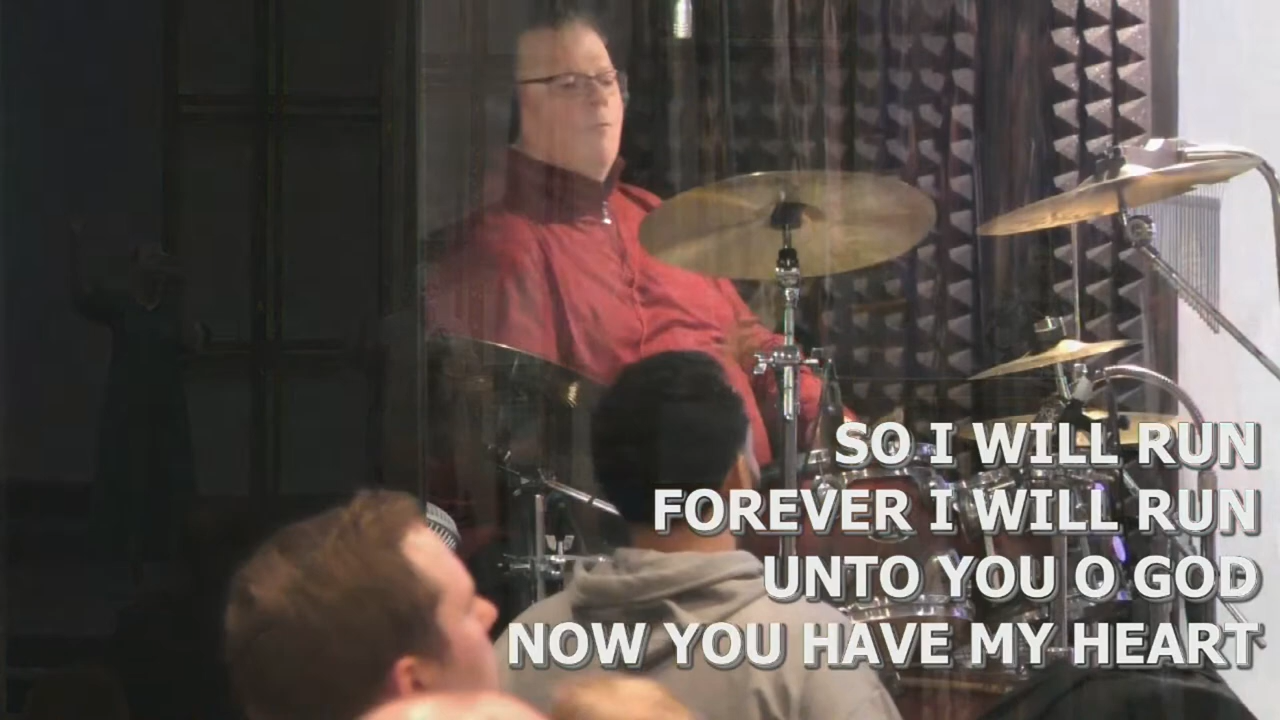 SO I WILL RUN
FOREVER I WILL RUN
UNTO YOU O GOD
NOW YOU HAVE MY HEART